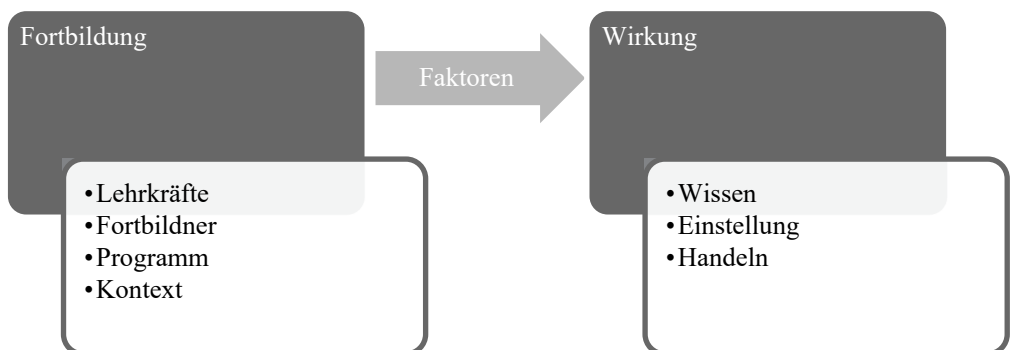 Fortbildung
Faktoren
Wirkung
•Lehrkräfte
•Fortbildner
•Programm
•Kontext
•Wissen
•Einstellung
•Handeln